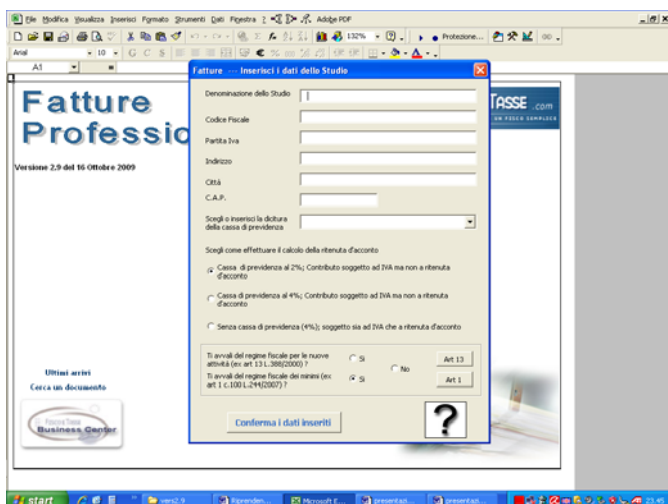 File Modifica Visualizza Inserisci Formato Strumenti Dati Finestra ? Adobe PDF
132% Protezione...
Arial 10 G C S
A1
Fatture --- Inserisci i dati dello Studio
Fatture
Professio
Versione 2.9 del 16 Ottobre 2009
TASSE .com
UN FISCO SEMPLICE
Denominazione dello Studio
Codice Fiscale
Partita Iva
Indirizzo
Città
C.A.P.
Scegli o inserisci la dicitura
della cassa di previdenza
Scegli come effettuare il calcolo della ritenuta d'acconto
Cassa di previdenza al 2%; Contributo soggetto ad IVA ma non a ritenuta
d'acconto
Cassa di previdenza al 4%; Contributo soggetto ad IVA ma non a ritenuta
d'acconto
Senza cassa di previdenza (4%); soggetto sia ad IVA che a ritenuta d'acconto
Ti avvali del regime fiscale per le nuove
attività (ex art 13 L.388/2000) ?
Si
No
Art 13
Ti avvali del regime fiscale dei minimi (ex
art 1 c.100 L.244/2007) ?
Si
Art 1
Conferma i dati inseriti
?
Ultimi arrivi
Cerca un documento
Business Center
start
vers2.9
Riprenden...
Microsoft E...
presentazi...
presentazi...
23.45